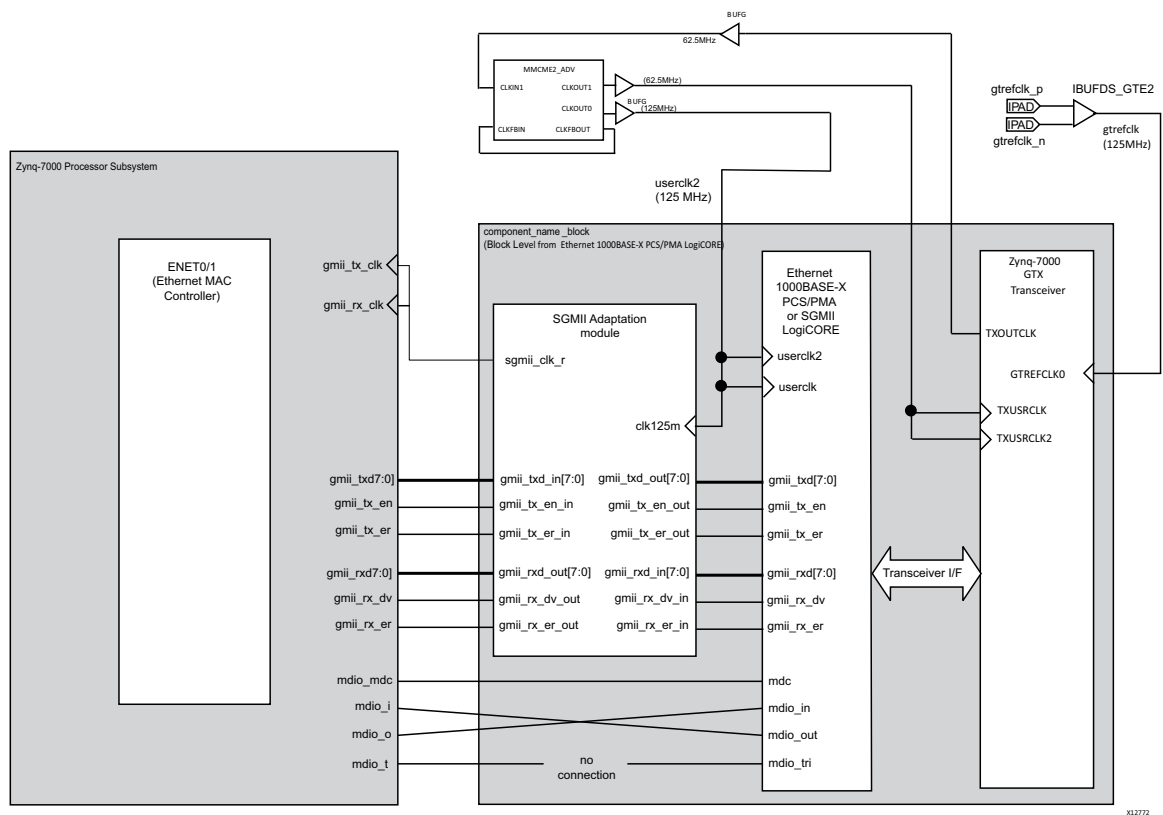 BUFG
62.5MHz
MMCME2_ADV
CLKIN1
CLKOUT1
(62.5MHz)
CLKOUT0
BUFG
(125MHz)
CLKFBIN
CLKFBOUT
gtrefclk_p
IBUFDS_GTE2
IPAD
IPAD
gtrefclk_n
gtrefclk
(125MHz)
userclk2
(125 MHz)
Zynq-7000 Processor Subsystem
ENET0/1
(Ethernet MAC
Controller)
gmii_tx_clk
gmii_rx_clk
component_name _block
(Block Level from Ethernet 1000BASE-X PCS/PMA LogiCORE)
SGMII Adaptation
module
sgmii_clk_r
clk125m
Ethernet
1000BASE-X
PCS/PMA
or SGMII
LogiCORE
userclk2
userclk
Zynq-7000
GTX
Transceiver
TXOUTCLK
GTREFCLK0
TXUSRCLK
TXUSRCLK2
gmii_txd7:0]
gmii_txd_in[7:0]
gmii_txd_out[7:0]
gmii_txd[7:0]
gmii_tx_en
gmii_tx_en_in
gmii_tx_en_out
gmii_tx_en
gmii_tx_er
gmii_tx_er_in
gmii_tx_er_out
gmii_tx_er
gmii_rxd7:0]
gmii_rxd_out[7:0]
gmii_rxd_in[7:0]
gmii_rxd[7:0]
Transceiver I/F
gmii_rx_dv
gmii_rx_dv_out
gmii_rx_dv_in
gmii_rx_dv
gmii_rx_er
gmii_rx_er_out
gmii_rx_er_in
gmii_rx_er
mdio_mdc
mdc
mdio_i
mdio_in
mdio_o
mdio_out
mdio_t
no
connection
mdio_tri
X12772